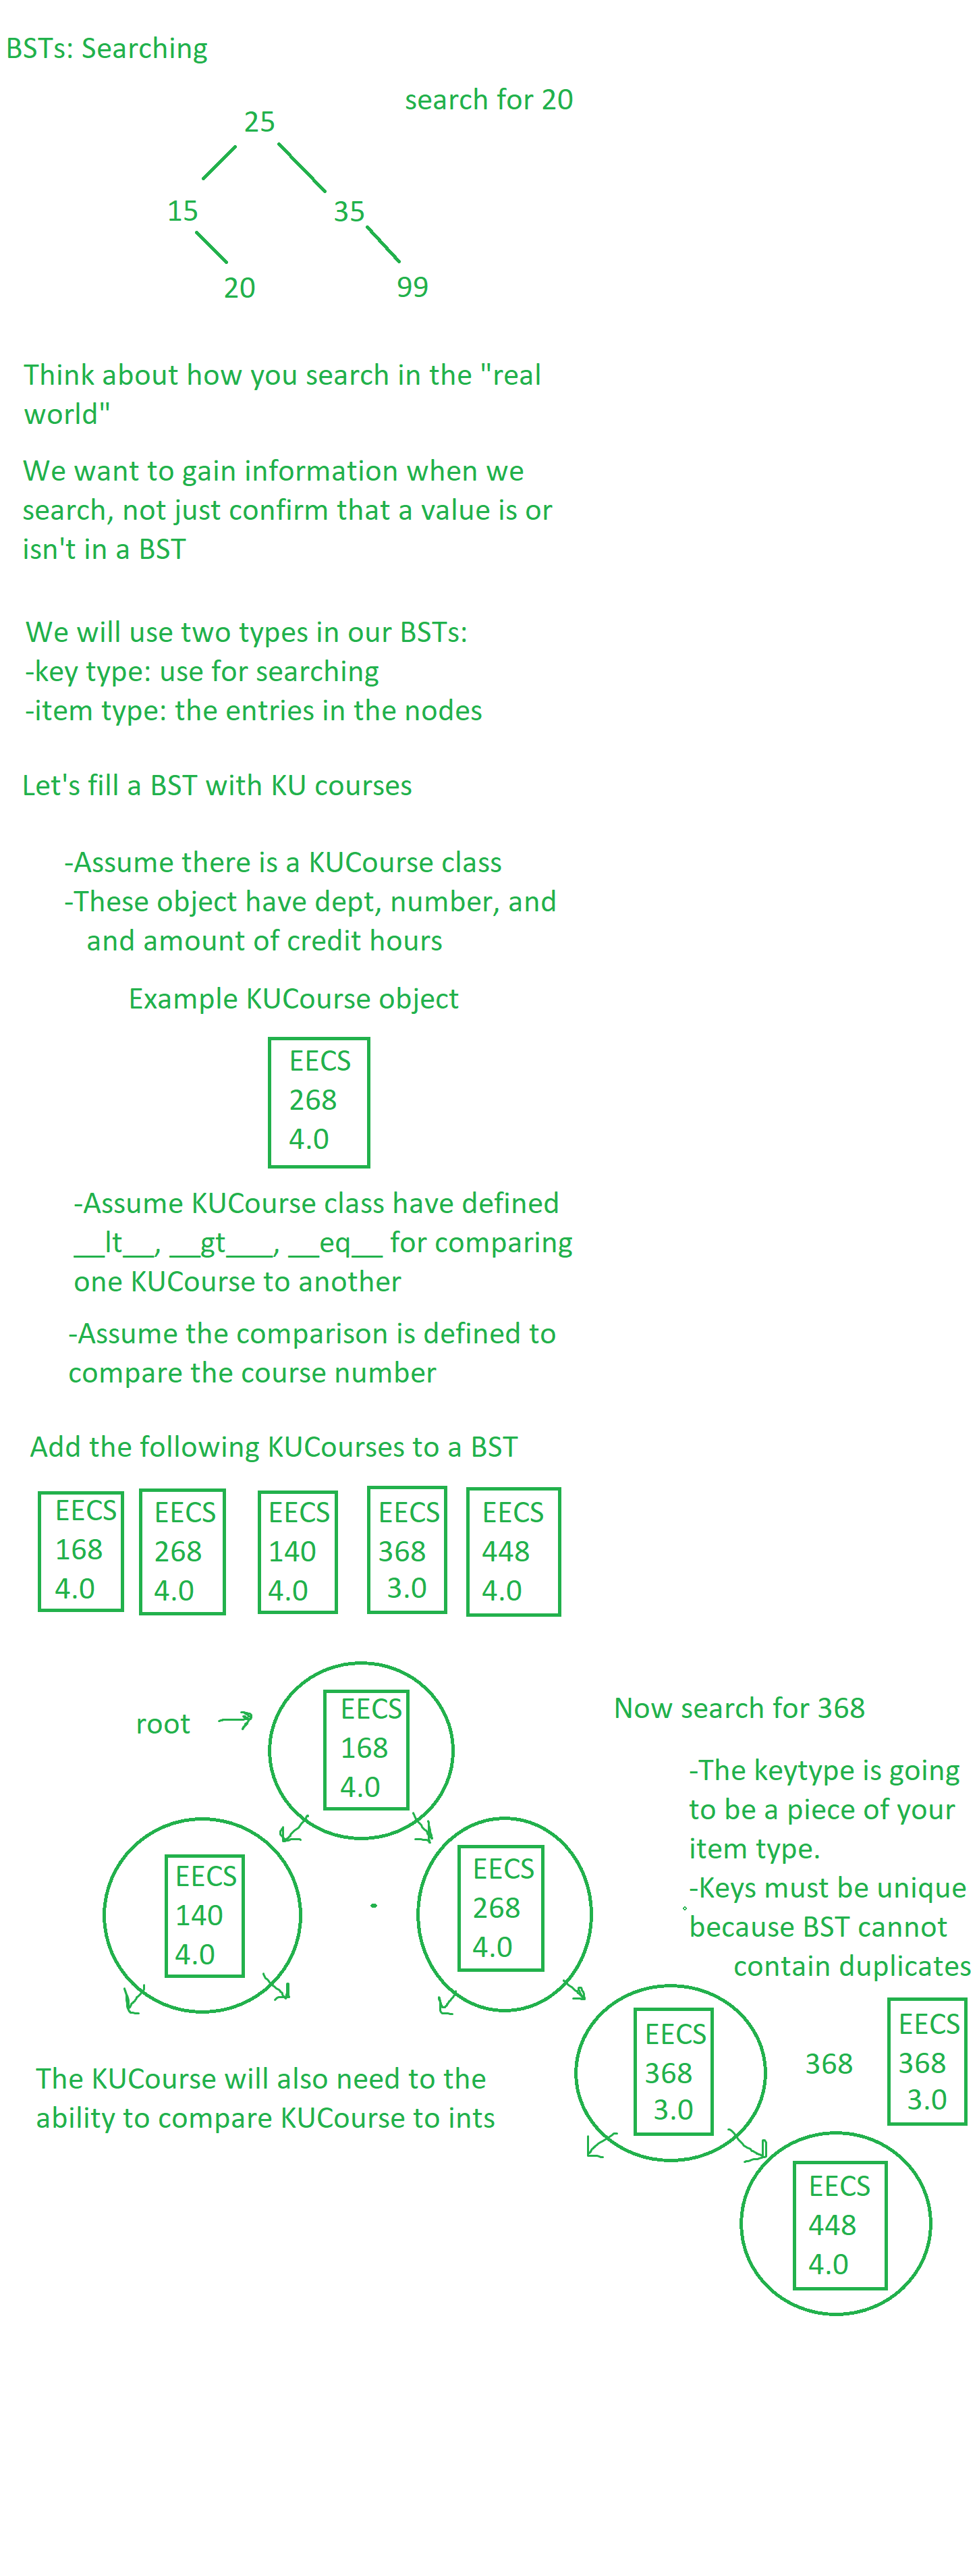 BSTs: Searching
search for 20
25
15
35
20
99
Think about how you search in the "real
world"
We want to gain information when we
search, not just confirm that a value is or
isn't in a BST
We will use two types in our BSTs:
-key type: use for searching
-item type: the entries in the nodes
Let's fill a BST with KU courses
-Assume there is a KUCourse class
-These object have dept, number, and
and amount of credit hours
Example KUCourse object
EECS
268
4.0
-Assume KUCourse class have defined
__lt__, __gt___, __eq__ for comparing
one KUCourse to another
-Assume the comparison is defined to
compare the course number
Add the following KUCourses to a BST
EECS
168
4.0
EECS
268
4.0
EECS
140
4.0
EECS
368
3.0
EECS
448
4.0
root
EECS
168
4.0
Now search for 368
-The keytype is going
to be a piece of your
item type.
-Keys must be unique
because BST cannot
contain duplicates
EECS
140
4.0
EECS
268
4.0
The KUCourse will also need to the
ability to compare KUCourse to ints
EECS
368
3.0
368
EECS
368
3.0
EECS
448
4.0